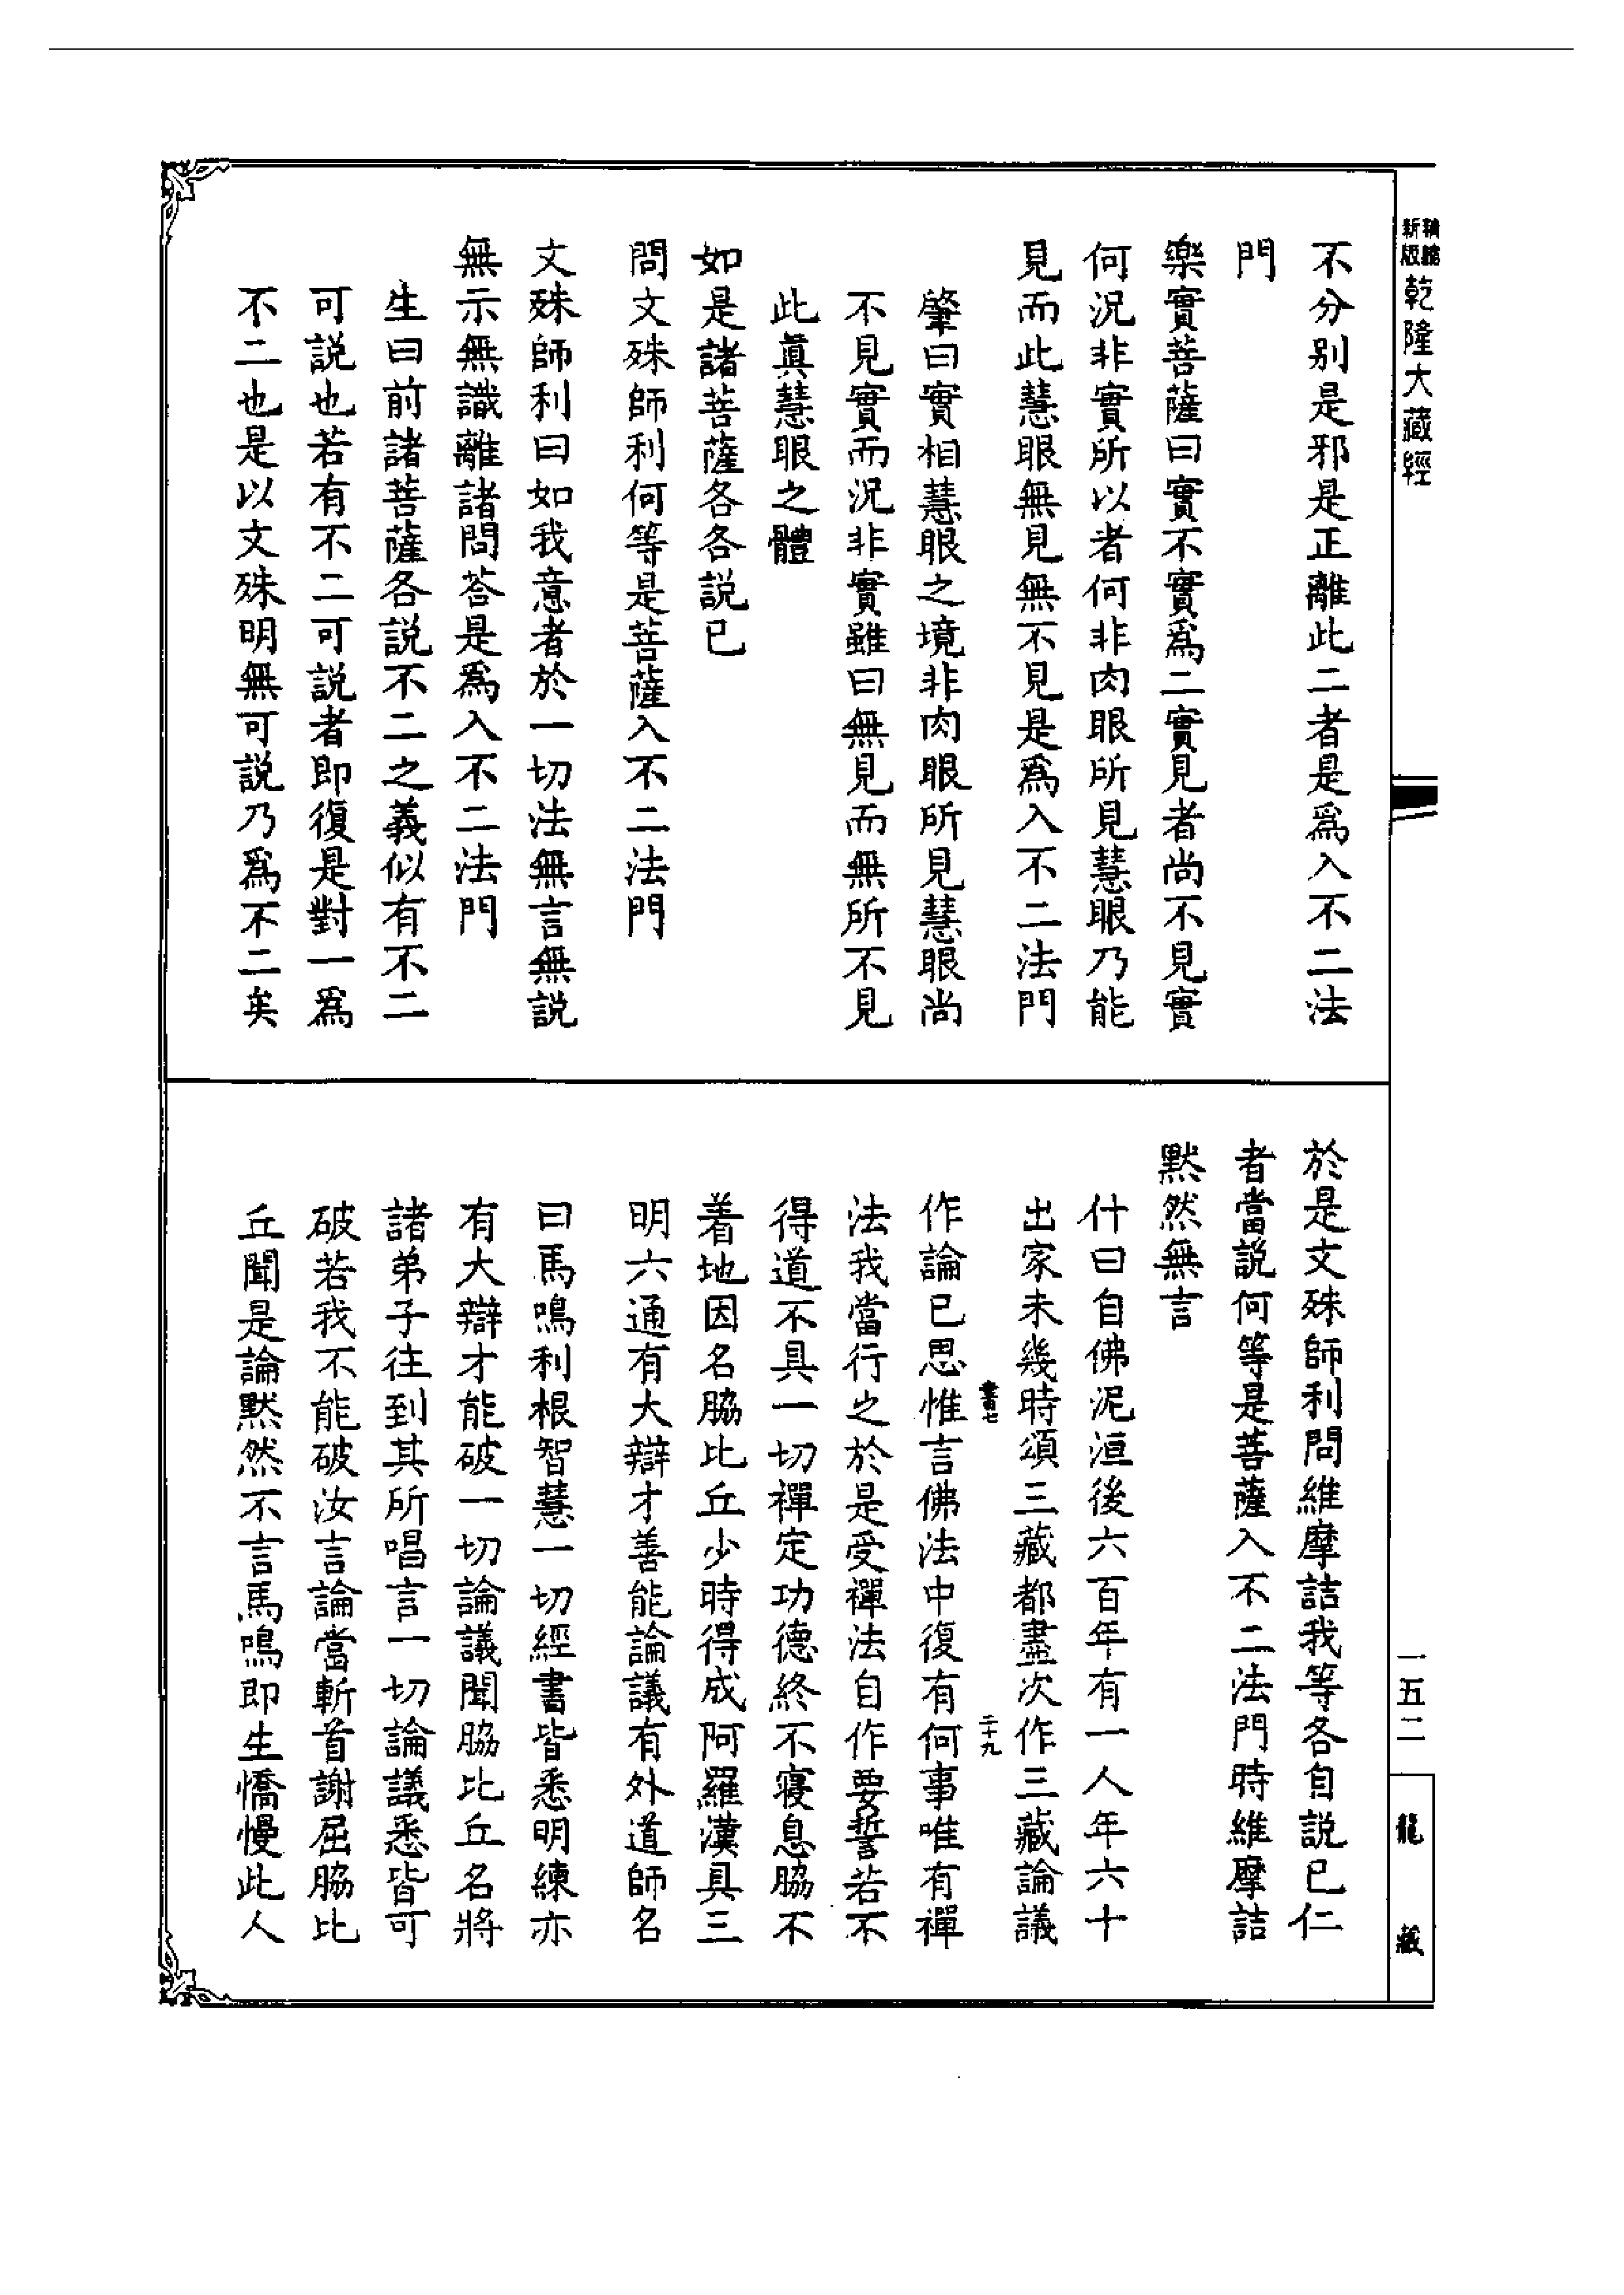 新版 精縮
乾隆大藏經
不分别是邪是正離此二者是爲入不二法
門
樂實菩薩曰實不實爲二實見者尚不見實
何況非實所以者何非肉眼所見慧眼乃能
見而此慧眼無見無不見是爲入不二法門
肇曰實相慧眼之境非肉眼所見慧眼尚
不見實而況非實雖曰無見而無所不見
此眞慧眼之體
如是諸菩薩各各説已
問文殊師利何等是菩薩入不二法門
文殊師利曰如我意者於一切法無言無説
無示無識離諸問荅是爲入不二法門
生曰前諸菩薩各説不二之義似有不二
可説也若有不二可説者即復是對一爲
不二也是以文殊明無可説乃爲不二矣
於是文殊師利問維摩詰我等各自説已仁
者當説何等是菩薩入不二法門時維摩詰
默然無言
什曰自佛泥洹後六百年有一人年六十
出家未幾時頌三藏都盡次作三藏論議
書七
二十九
作論已思惟言佛法中復有何事唯有禪
法我當行之於是受禪法自作要誓若不
得道不具一切禪定功德終不寢息脇不
着地因名脇比丘少時得成阿羅漢具三
明六通有大辯才善能論議有外道師名
曰馬鳴利根智慧一切經書皆悉明練亦
有大辯才能破一切論議聞脇比丘名將
諸弟子往到其所唱言一切論議悉皆可
破若我不能破汝言論當斬首謝屈脇比
丘聞是論默然不言馬鳴即生憍慢此人
一五二
龍藏